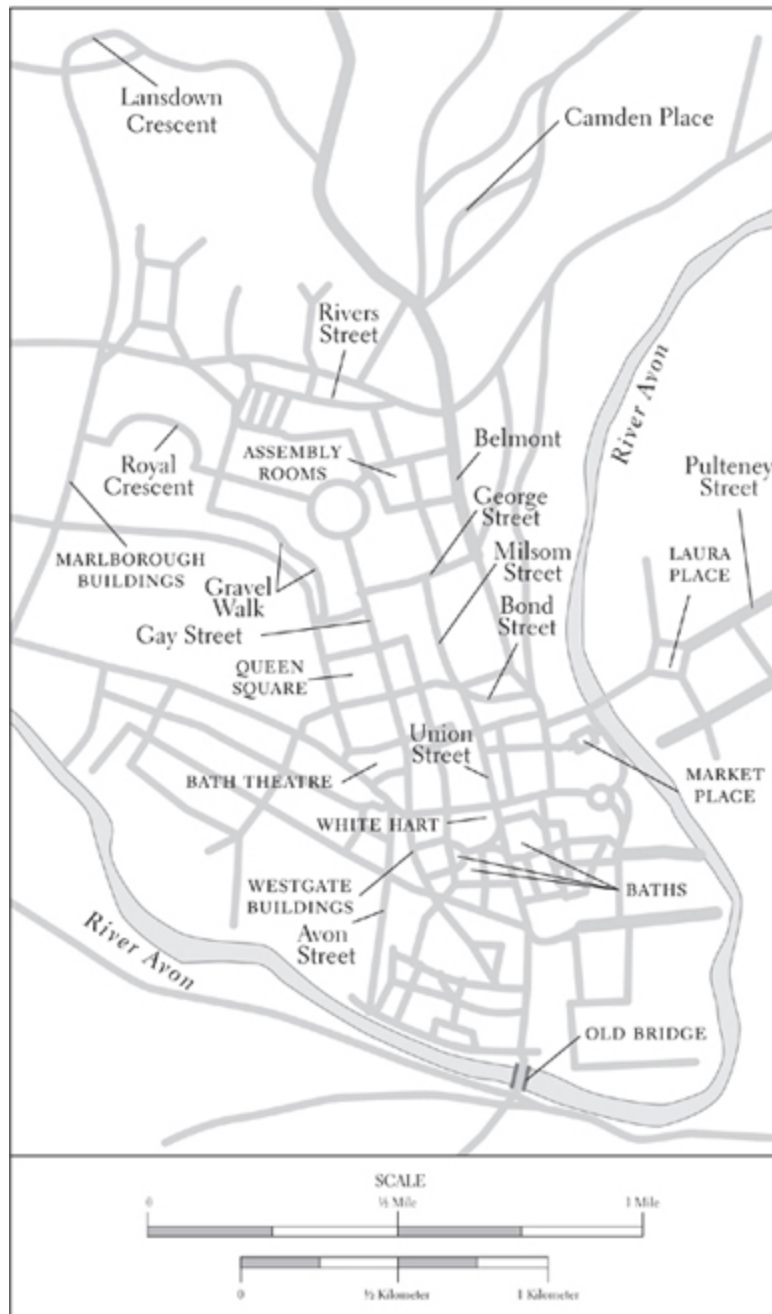 Lansdown
Crescent
Camden Place
Rivers
Street
River Avon
Belmont
ASSEMBLY
ROOMS
Royal
Crescent
Pulteney
Street
George
Street
MARLBOROUGH
BUILDINGS
Milsom
Street
LAURA
PLACE
Gravel
Walk
Bond
Street
Gay Street
QUEEN
SQUARE
Union
Street
BATH THEATRE
MARKET
PLACE
WHITE HART
WESTGATE
BUILDINGS
BATHS
Avon
Street
River Avon
OLD BRIDGE
SCALE
0 ½ Mile 1 Mile
0 ½ Kilometer 1 Kilometer